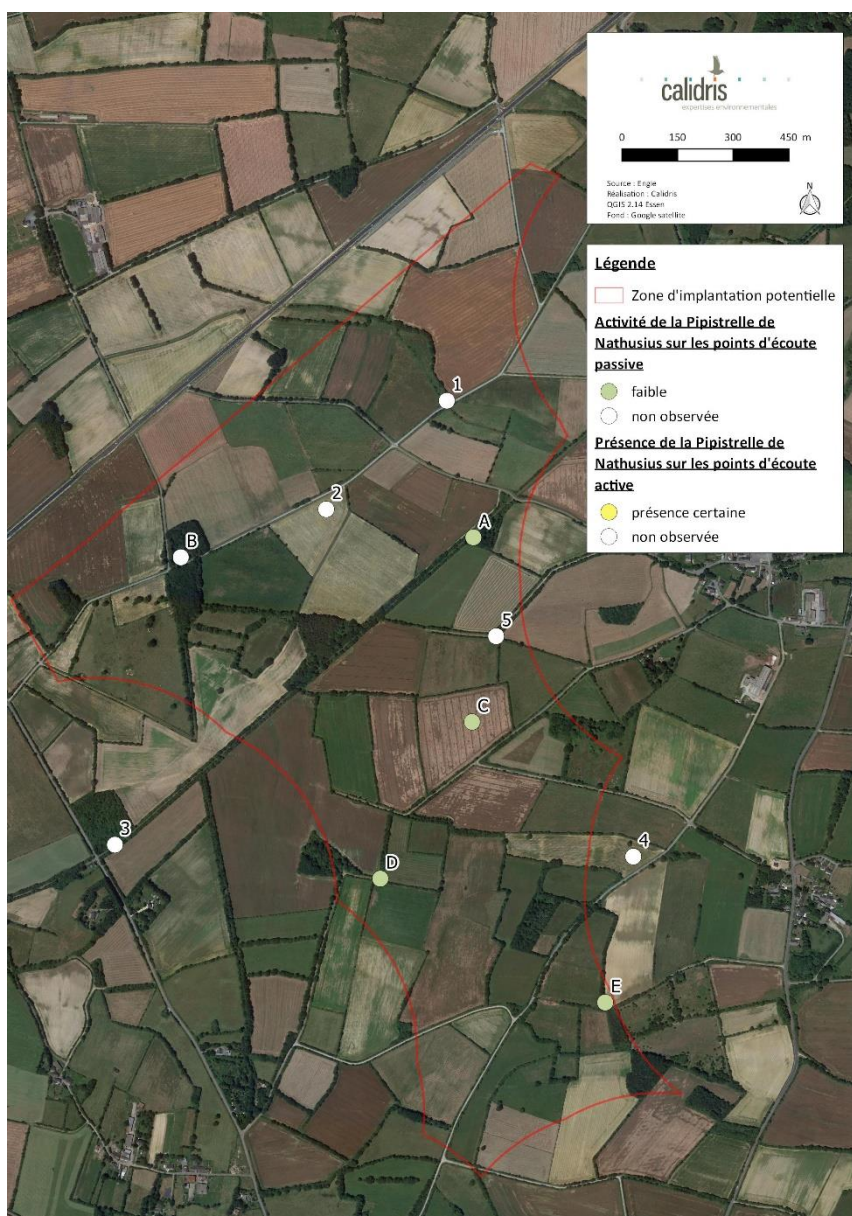 calidris
expertises environnementales
0 150 300 450 m
Source : Engie
Réalisation : Calidris
QGIS 2.14 Essen
Fond : Google satellite
N
Légende
Zone d'implantation potentielle
Activité de la Pipistrelle de
Nathusius sur les points d'écoute
passive
faible
non observée
Présence de la Pipistrelle de
Nathusius sur les points d'écoute
active
présence certaine
non observée
1
2
A
B
5
C
3
4
D
E